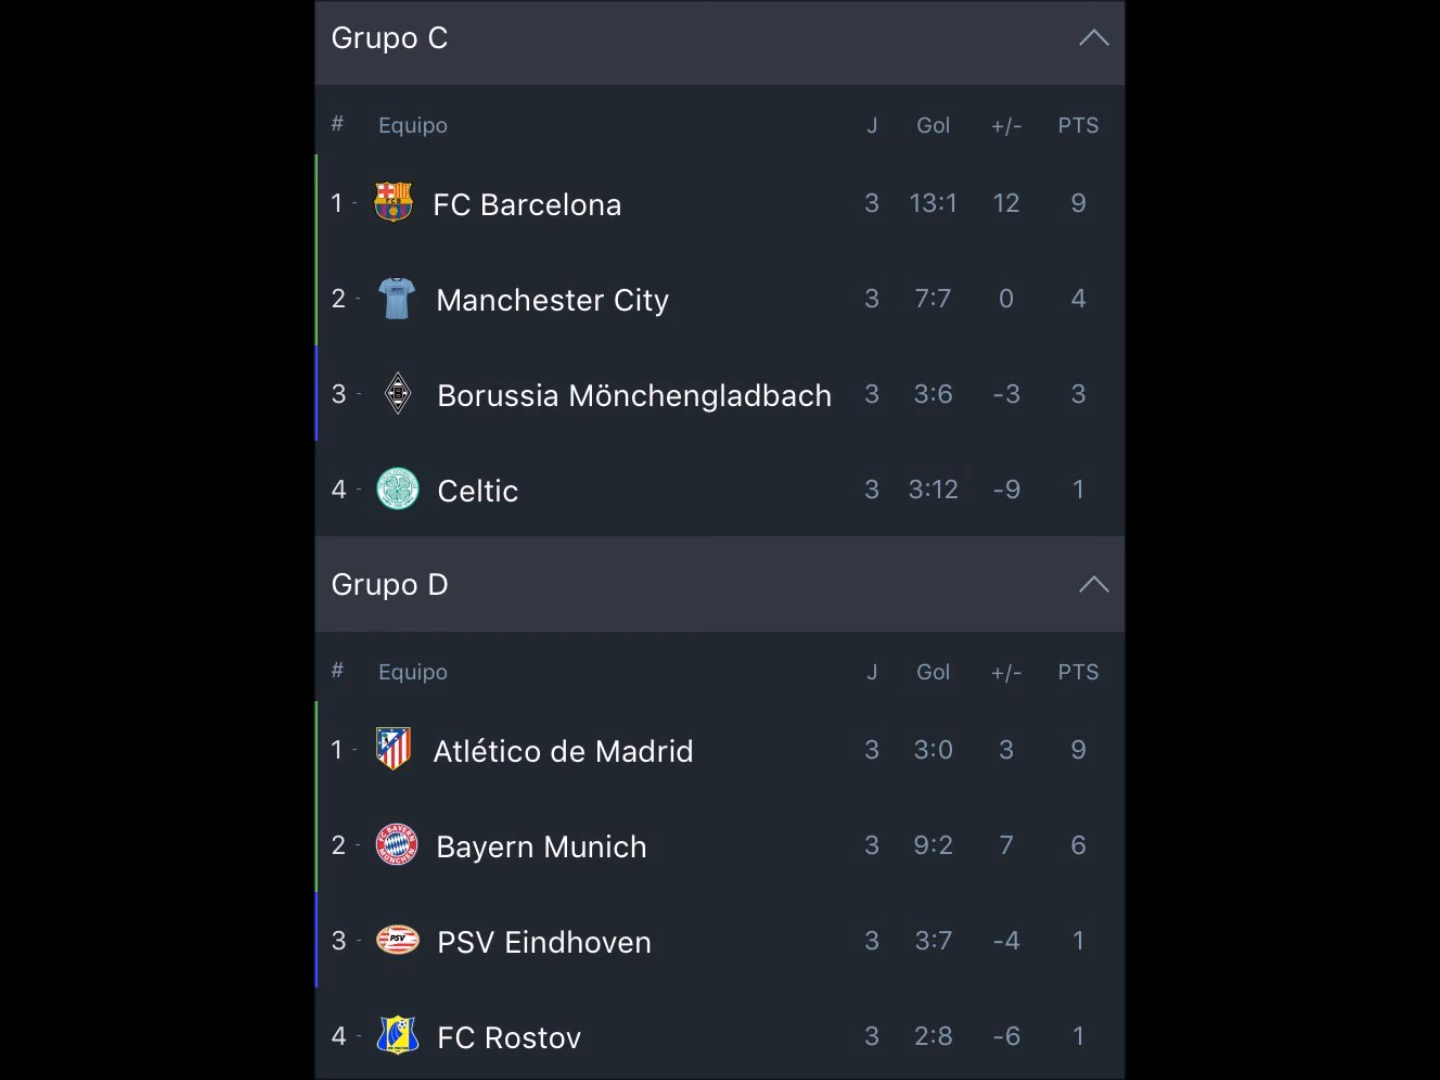 Grupo C
# Equipo J Gol +/- PTS
1 - FC Barcelona 3 13:1 12 9
2 - Manchester City 3 7:7 0 4
3 - Borussia Mönchengladbach 3 3:6 -3 3
4 - Celtic 3 3:12 -9 1
Grupo D
# Equipo J Gol +/- PTS
1 - Atlético de Madrid 3 3:0 3 9
2 - Bayern Munich 3 9:2 7 6
3 - PSV Eindhoven 3 3:7 -4 1
4 - FC Rostov 3 2:8 -6 1